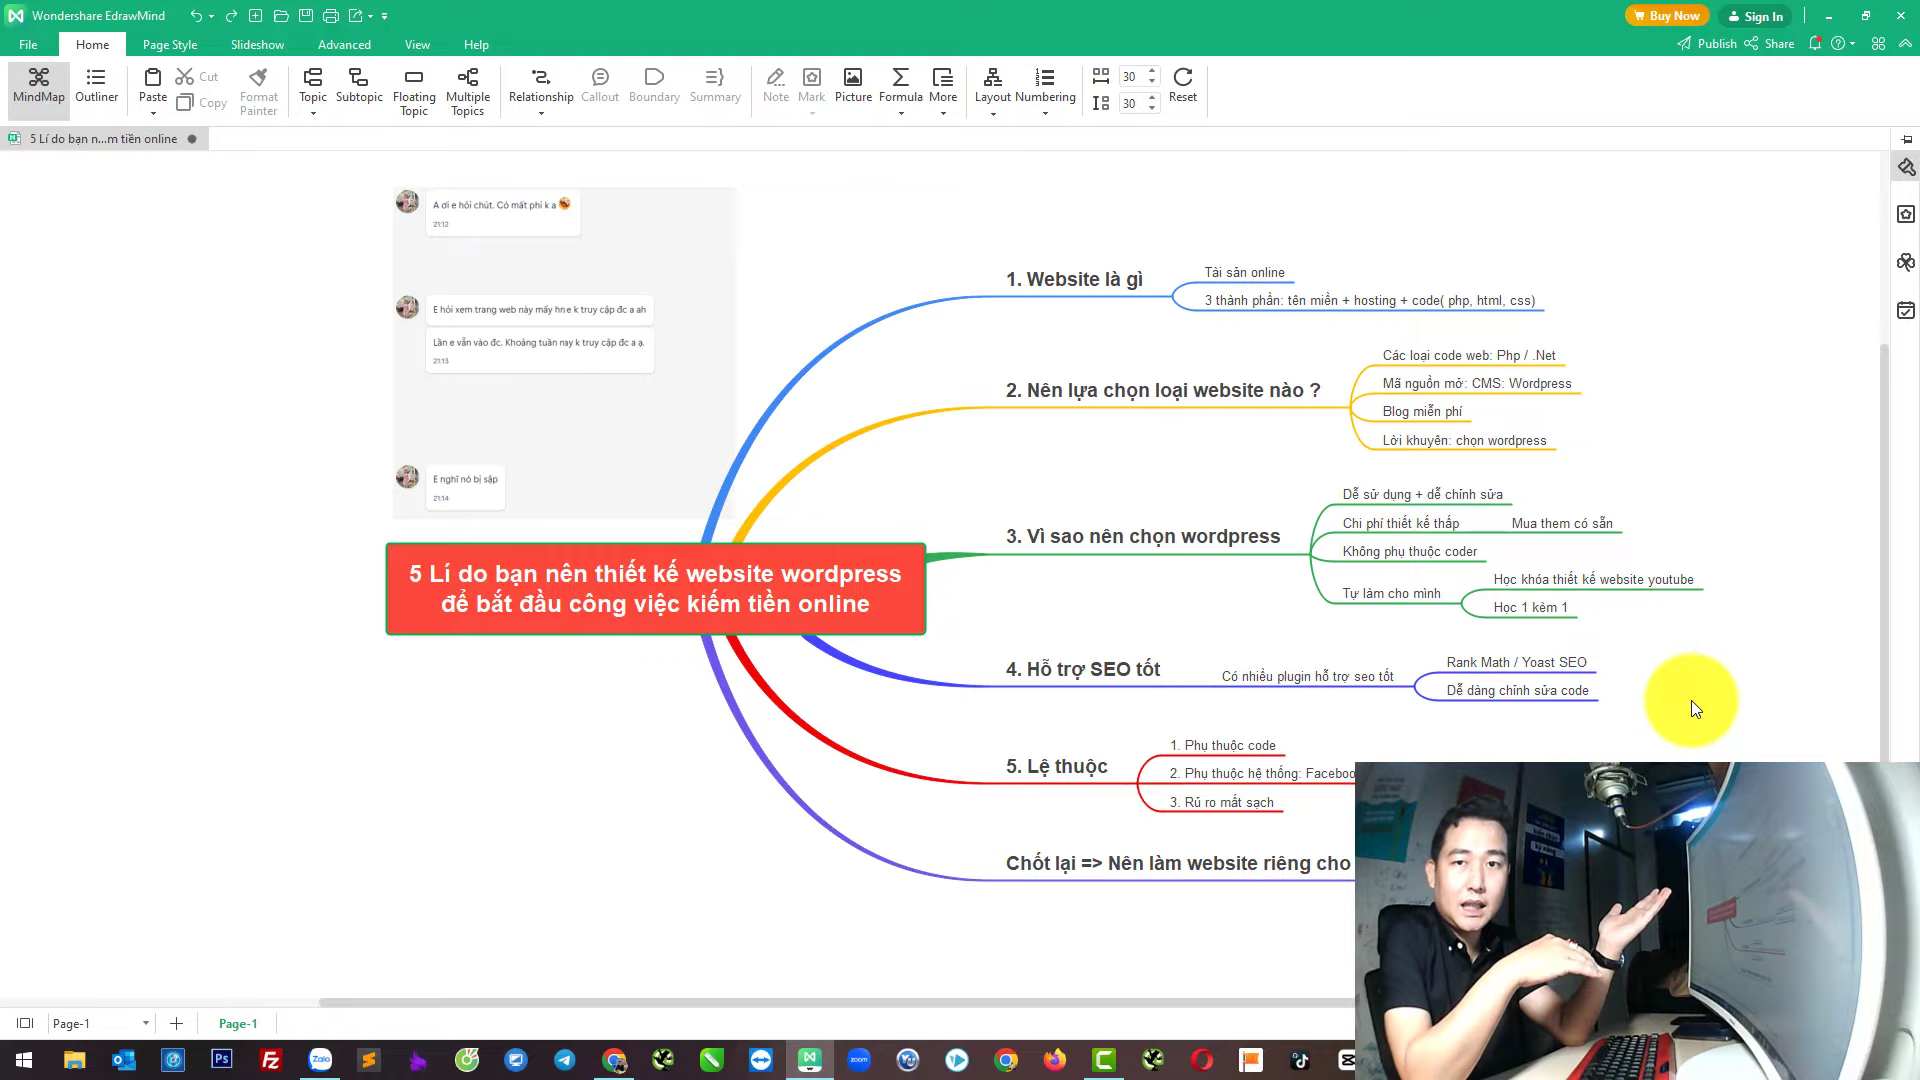 Wondershare EdrawMind
Buy Now
Sign In
File
Home
Page Style
Slideshow
Advanced
View
Help
Publish
Share
MindMap
Outliner
Paste
Cut
Copy
Format Painter
Topic
Subtopic
Floating Topic
Multiple Topics
Relationship
Callout
Boundary
Summary
Note
Mark
Picture
Formula
More
Layout
Numbering
30
30
Reset
5 Lí do bạn n...m tiền online
A ơi e hỏi chút. Có mất phí k a
21:12
E hỏi xem trang web này mấy hn e k truy cập đc a ah
Lần e vẫn vào đc. Khoảng tuần nay k truy cập đc a ạ.
21:13
E nghĩ nó bị sập
21:14
5 Lí do bạn nên thiết kế website wordpress
để bắt đầu công việc kiếm tiền online
1. Website là gì
Tài sản online
3 thành phần: tên miền + hosting + code( php, html, css)
2. Nên lựa chọn loại website nào ?
Các loại code web: Php / .Net
Mã nguồn mở: CMS: Wordpress
Blog miễn phí
Lời khuyên: chọn wordpress
3. Vì sao nên chọn wordpress
Dễ sử dụng + dễ chỉnh sửa
Chi phí thiết kế thấp
Mua them có sẵn
Không phụ thuộc coder
Tự làm cho mình
Học khóa thiết kế website youtube
Học 1 kèm 1
4. Hỗ trợ SEO tốt
Có nhiều plugin hỗ trợ seo tốt
Rank Math / Yoast SEO
Dễ dàng chỉnh sửa code
5. Lệ thuộc
1. Phụ thuộc code
2. Phụ thuộc hệ thống: Faceboo
3. Rủ ro mất sạch
Chốt lại => Nên làm website riêng cho
Page-1
Page-1
Ps
Fz
Zalo
zoom